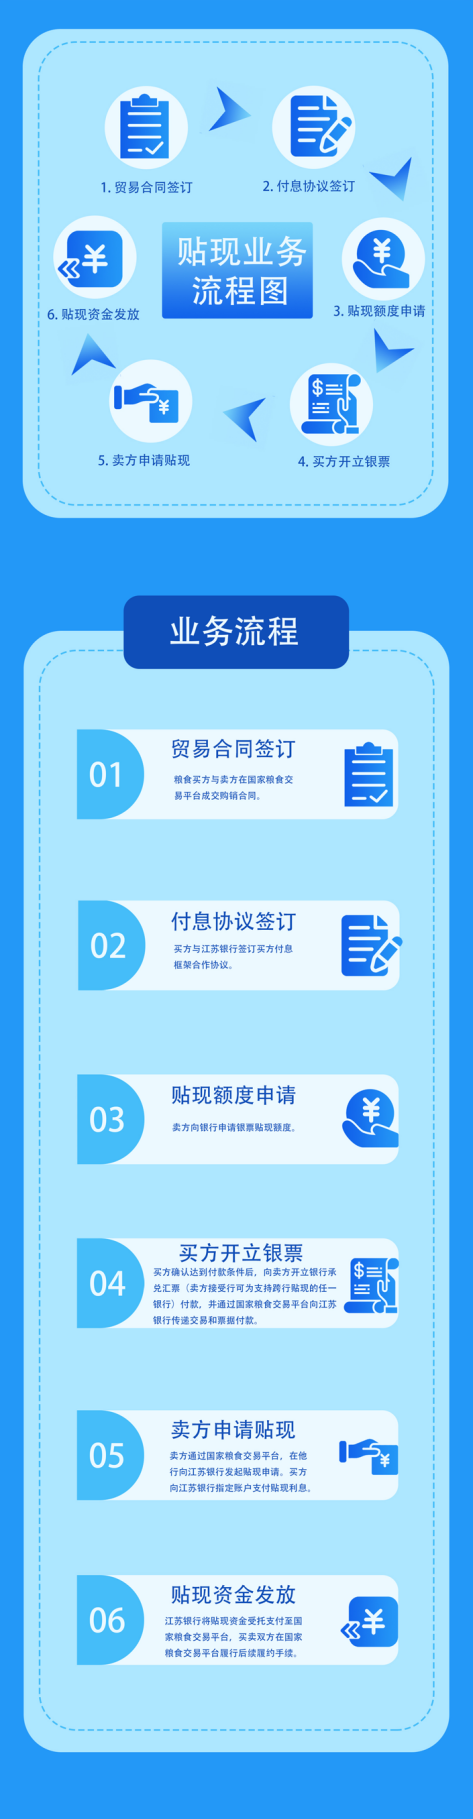 1. 贸易合同签订
2. 付息协议签订
贴现业务
流程图
6. 贴现资金发放
3. 贴现额度申请
5. 卖方申请贴现
4. 买方开立银票
业务流程
01
贸易合同签订
粮食买方与卖方在国家粮食交
易平台成交购销合同。
02
付息协议签订
买方与江苏银行签订买方付息
框架合作协议。
03
贴现额度申请
卖方向银行申请银票贴现额度。
04
买方开立银票
买方确认达到付款条件后，向卖方开立银行承
兑汇票（卖方接受行可为支持跨行贴现的任一
银行）付款，并通过国家粮食交易平台向江苏
银行传递交易和票据付款。
05
卖方申请贴现
卖方通过国家粮食交易平台，在他
行向江苏银行发起贴现申请。买方
向江苏银行指定账户支付贴现利息。
06
贴现资金发放
江苏银行将贴现资金受托支付至国
家粮食交易平台，买卖双方在国家
粮食交易平台履行后续履约手续。